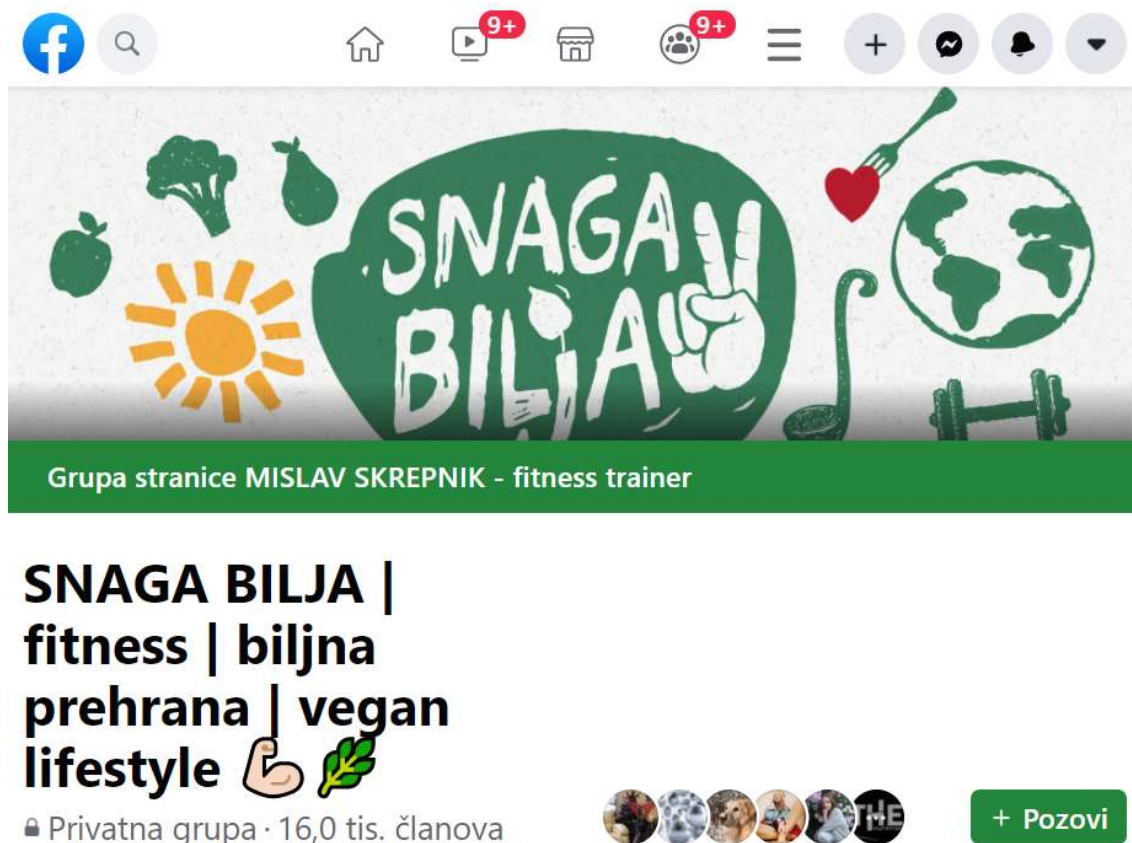 9+
9+
SNAGA
BILjA
Grupa stranice MISLAV SKREPNIK - fitness trainer
SNAGA BILJA |
fitness | biljna
prehrana | vegan
lifestyle 💪🏻🌿
Privatna grupa · 16,0 tis. članova
THE
+ Pozovi